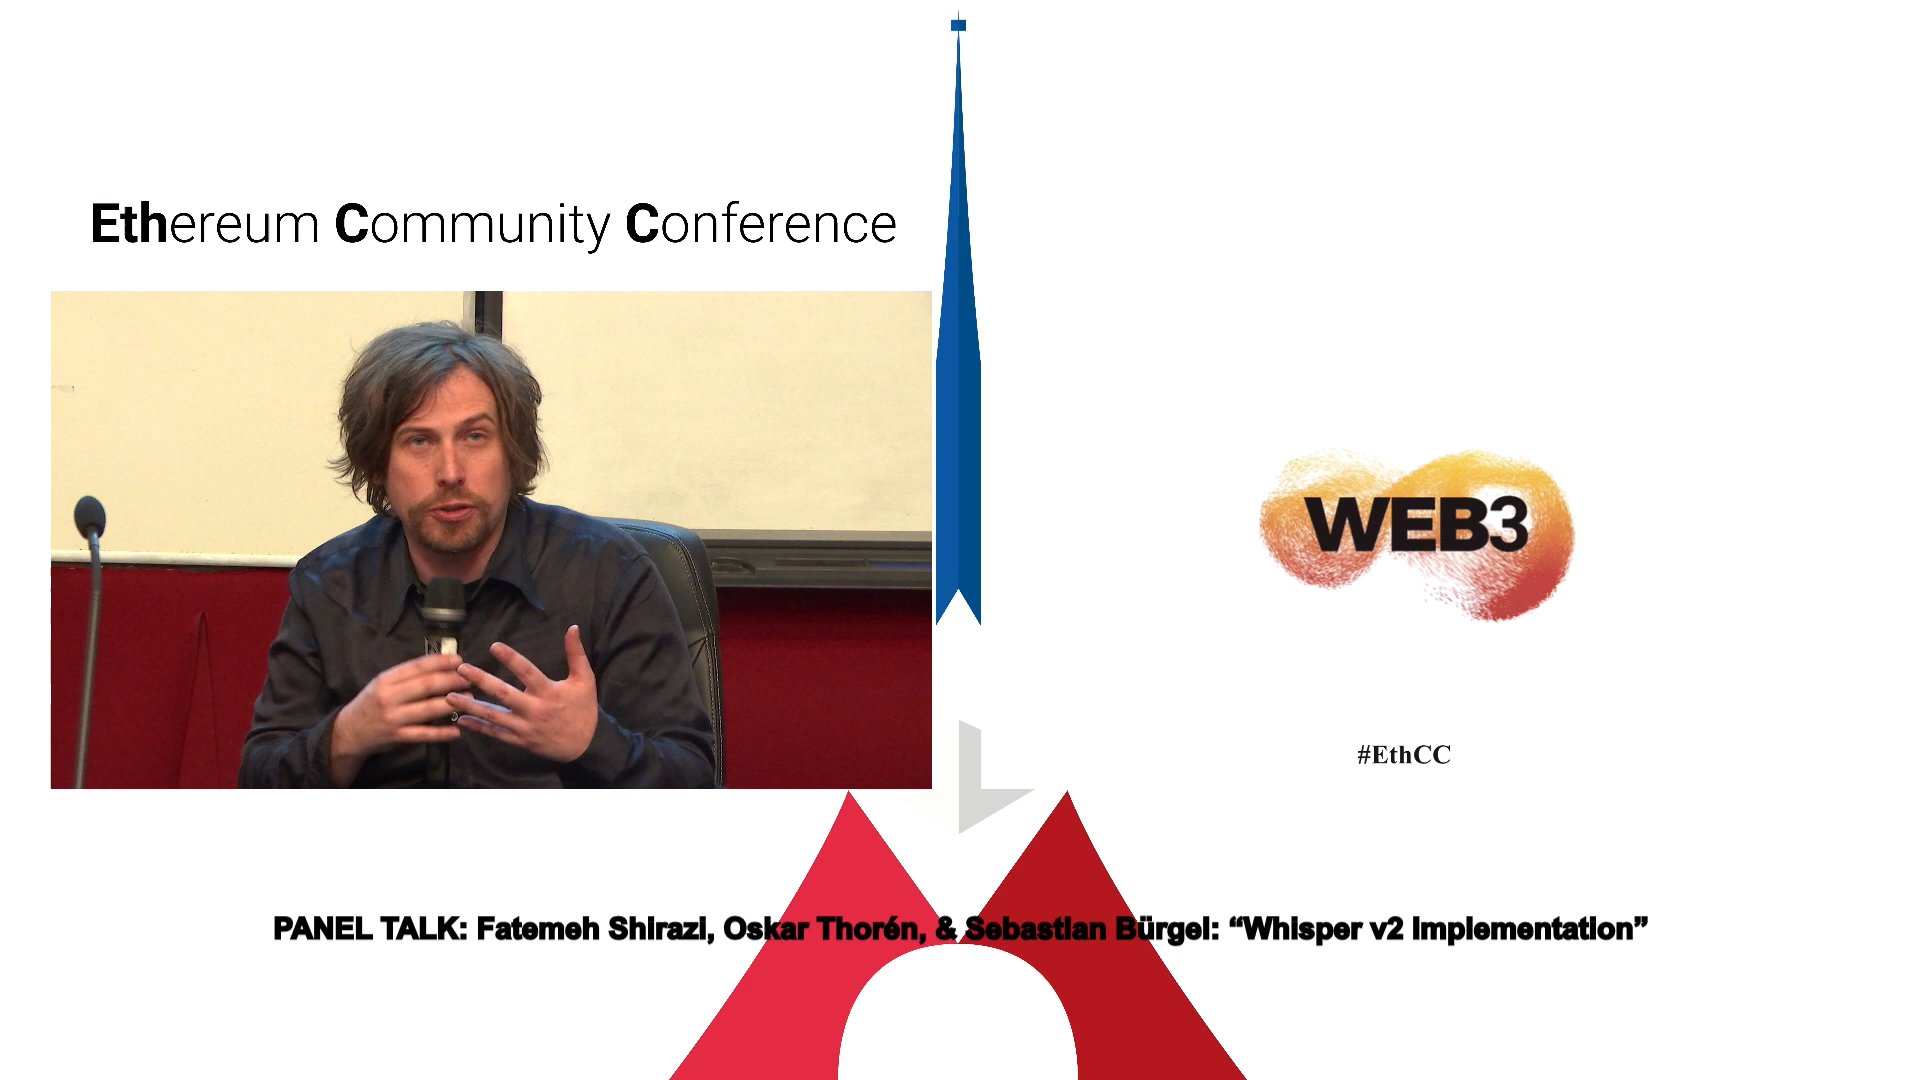 Ethereum Community Conference
WEB3
#EthCC
PANEL TALK: Fatemeh Shirazi, Oskar Thorén, & Sebastian Bürgel: “Whisper v2 Implementation”